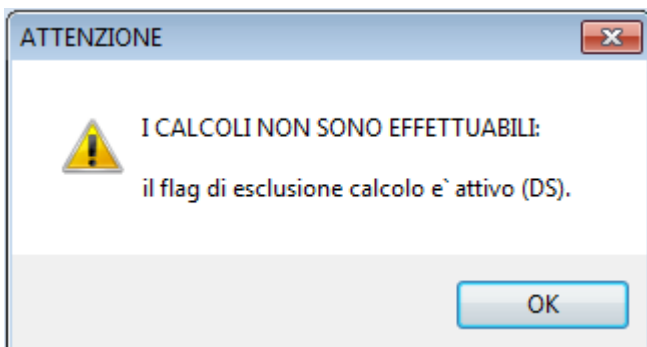 ATTENZIONE
I CALCOLI NON SONO EFFETTUABILI:
il flag di esclusione calcolo e` attivo (DS).
OK